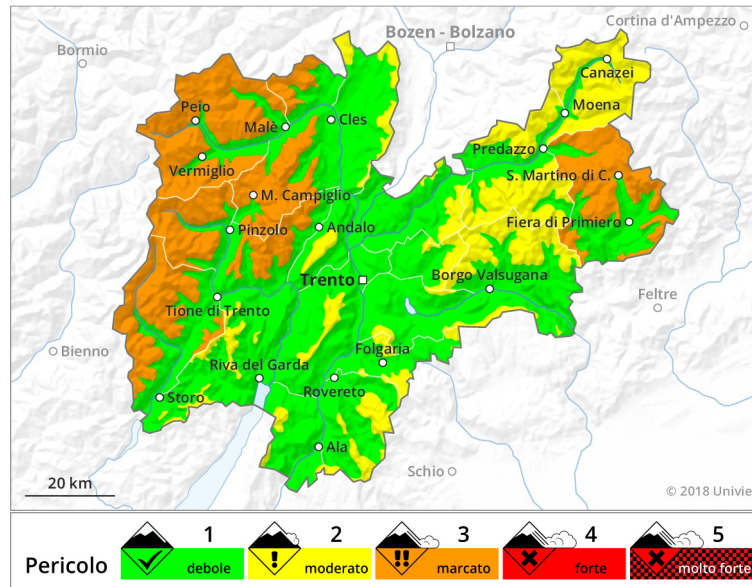 Cortina d'Ampezzo
Bozen - Bolzano
Bormio
Canazei
Peio
Moena
Malè
Cles
Predazzo
Vermiglio
S. Martino di C.
M. Campiglio
Fiera di Primiero
Pinzolo
Andalo
Trento
Borgo Valsugana
Feltre
Tione di Trento
Bienno
Folgaria
Riva del Garda
Rovereto
Storo
Ala
Schio
20 km
© 2018 Univie
1 2 3 4 5
Pericolo debole moderato marcato forte molto forte